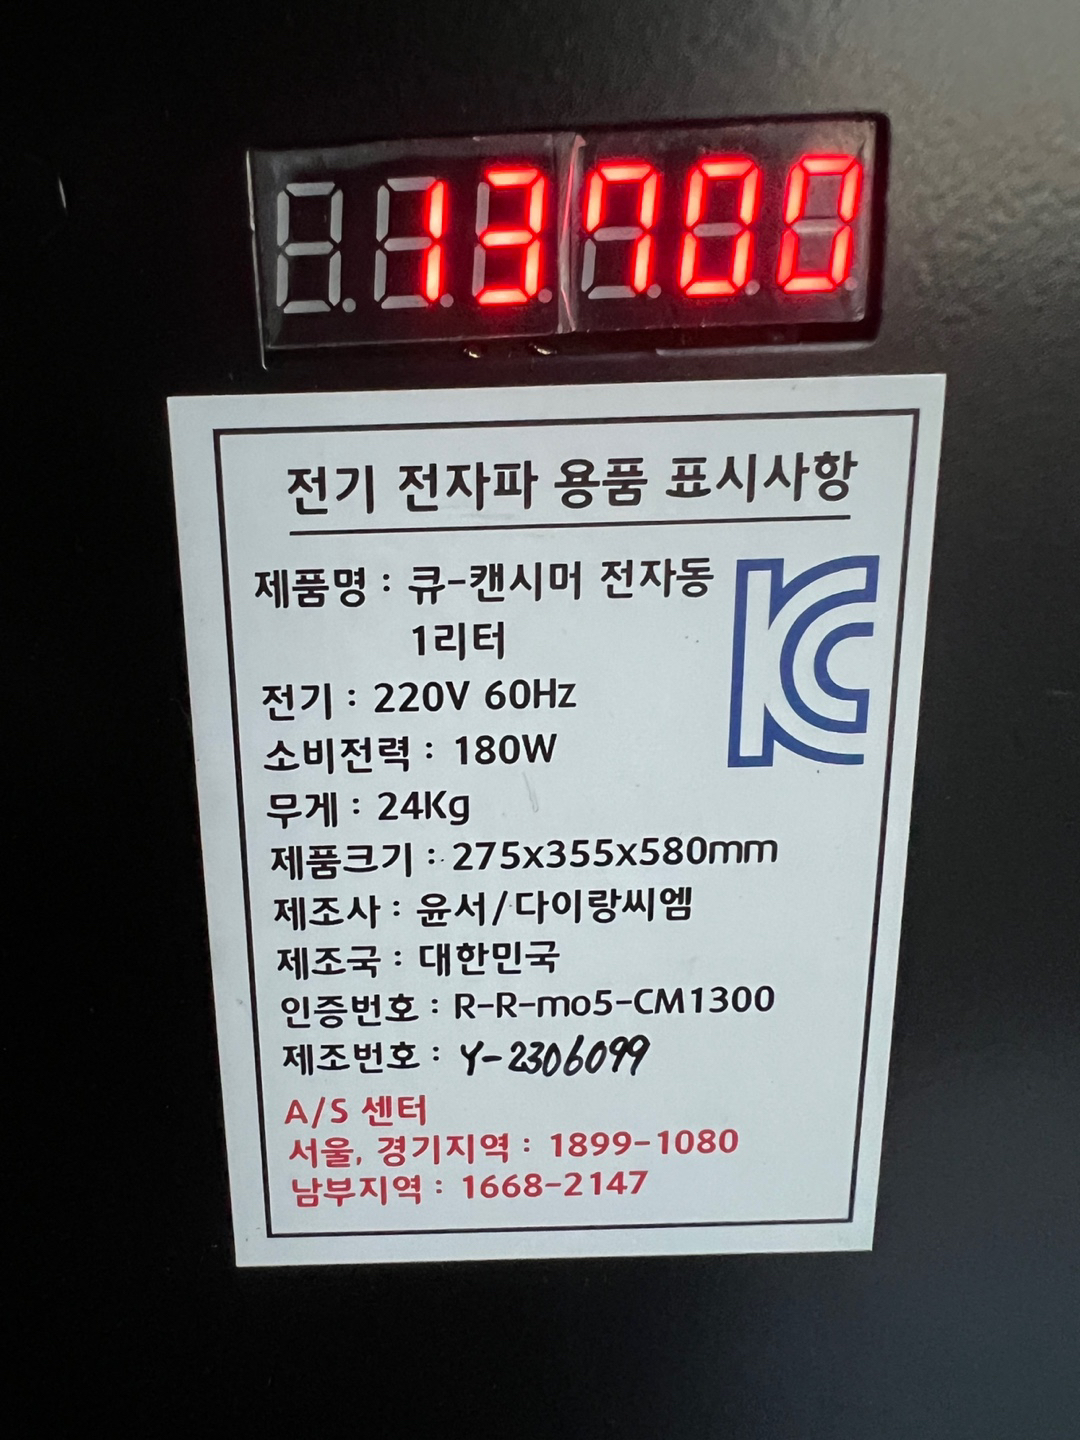 13700
전기 전자파 용품 표시사항
제품명 : 큐-캔시머 전자동
1리터
KC
전기 : 220V 60Hz
소비전력 : 180W
무게 : 24Kg
제품크기 : 275x355x580mm
제조사 : 윤서/다이랑씨엠
제조국 : 대한민국
인증번호 : R-R-mo5-CM1300
제조번호 : Y-2306099
A/S 센터
서울, 경기지역 : 1899-1080
남부지역 : 1668-2147